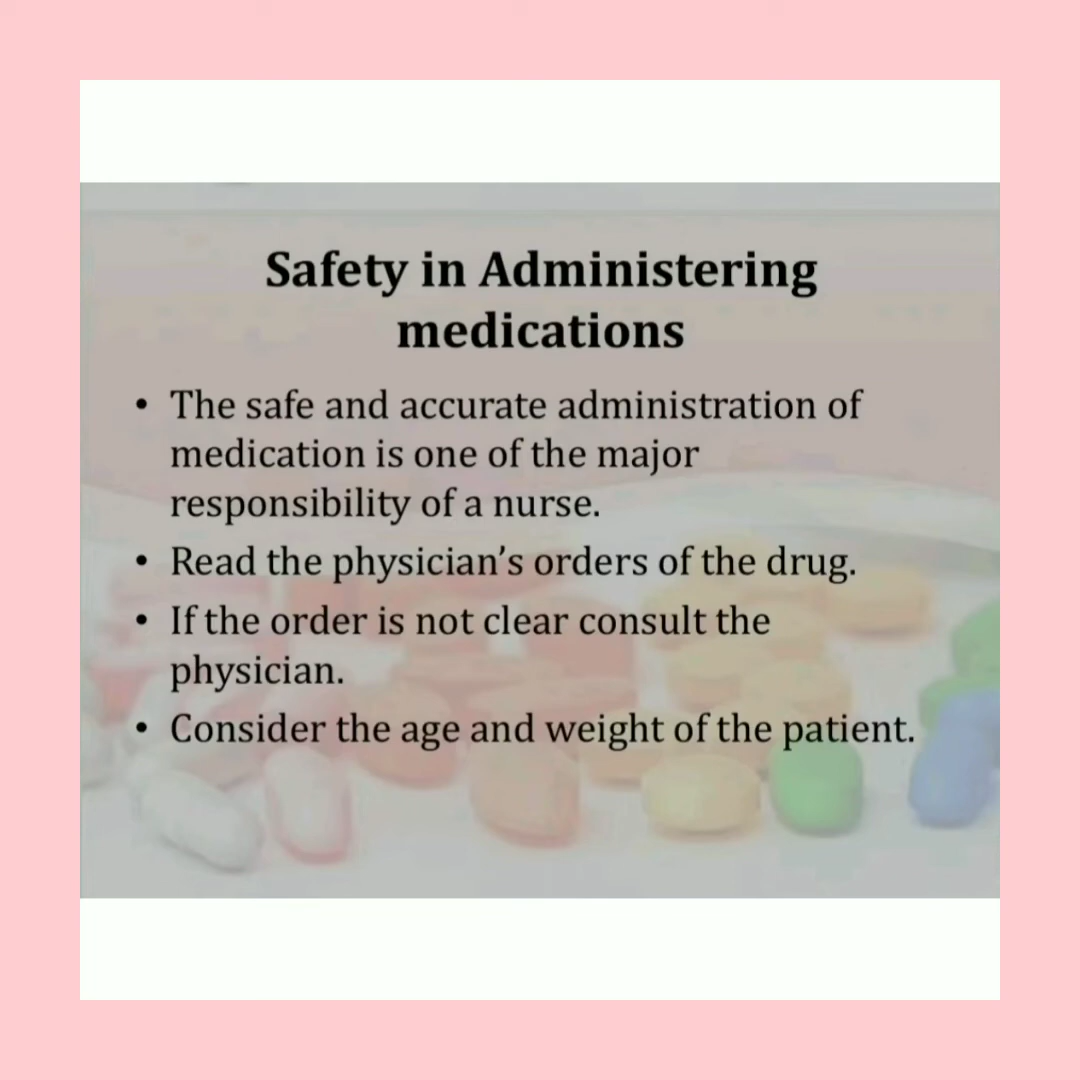 Safety in Administering
medications
• The safe and accurate administration of
medication is one of the major
responsibility of a nurse.
• Read the physician’s orders of the drug.
• If the order is not clear consult the
physician.
• Consider the age and weight of the patient.